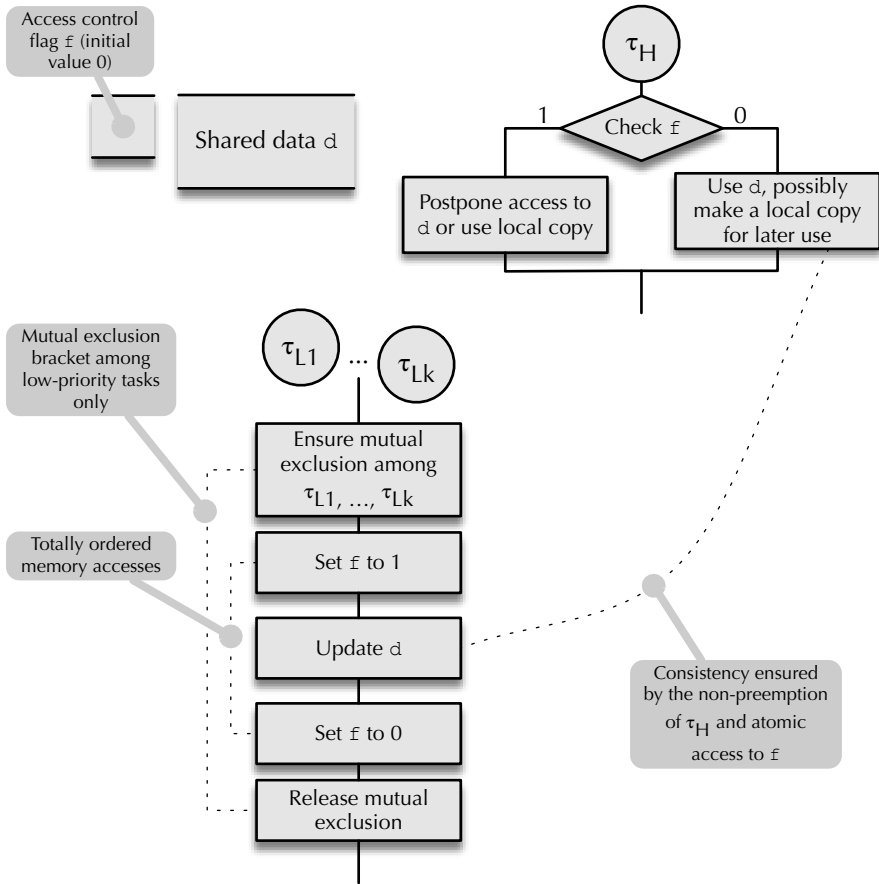 Access control
flag f (initial
value 0)
Shared data d
τH
1
Check f
0
Postpone access to
d or use local copy
Use d, possibly
make a local copy
for later use
Mutual exclusion
bracket among
low-priority tasks
only
τL1
...
τLk
Ensure mutual
exclusion among
τL1, ..., τLk
Totally ordered
memory accesses
Set f to 1
Update d
Set f to 0
Release mutual
exclusion
Consistency ensured
by the non-preemption
of τH and atomic
access to f